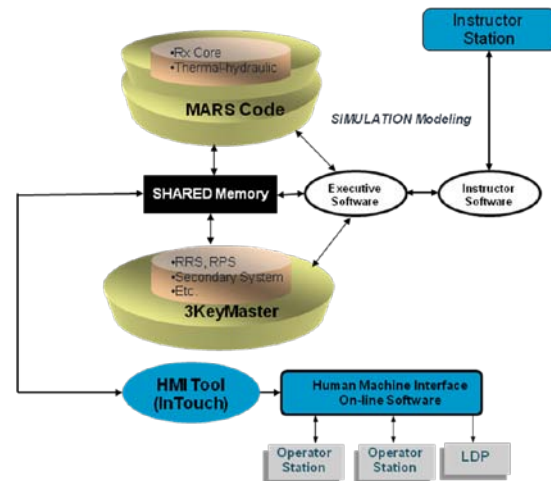 Instructor
Station
•Rx Core
•Thermal-hydraulic
MARS Code
SIMULATION Modeling
SHARED Memory
Executive
Software
Instructor
Software
•RRS, RPS
•Secondary System
•Etc.
3KeyMaster
HMI Tool
(InTouch)
Human Machine Interface
On-line Software
Operator
Station
Operator
Station
LDP